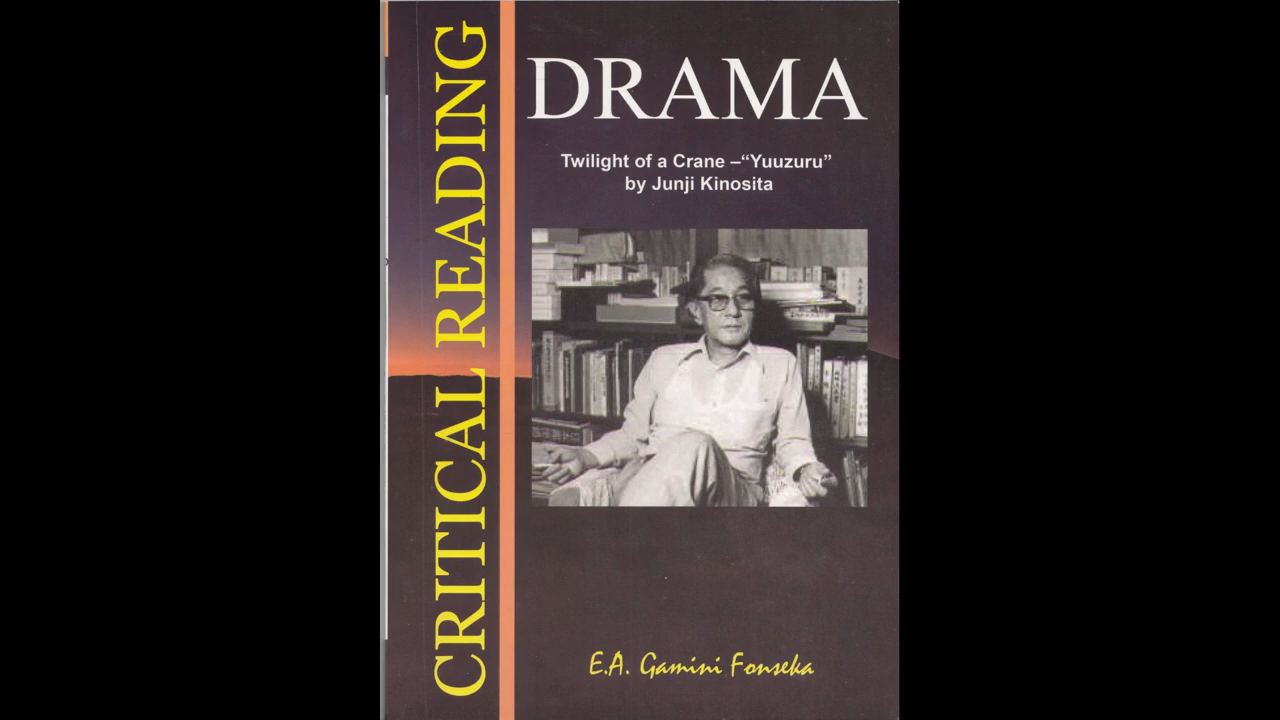 CRITICAL READING
DRAMA
Twilight of a Crane –“Yuuzuru”
by Junji Kinosita
E.A. Gamini Fonseka